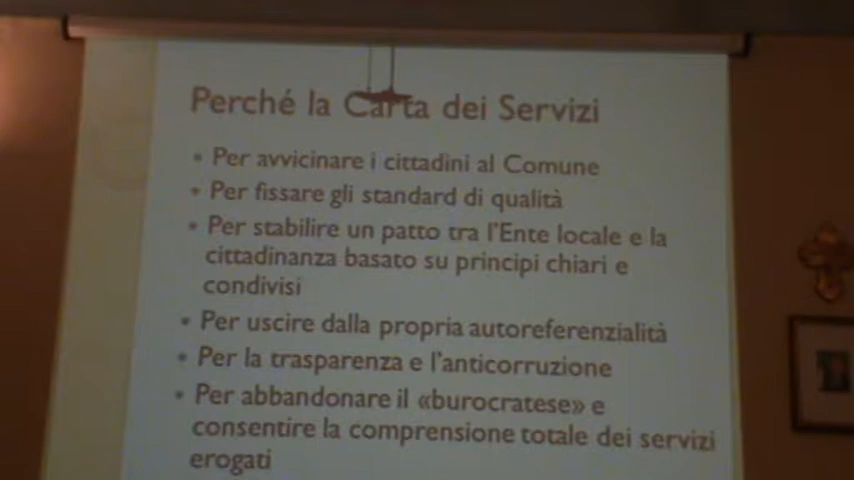 Perché la Carta dei Servizi
• Per avvicinare i cittadini al Comune
• Per fissare gli standard di qualità
• Per stabilire un patto tra l'Ente locale e la
cittadinanza basato su principi chiari e
condivisi
• Per uscire dalla propria autoreferenzialità
• Per la trasparenza e l'anticorruzione
• Per abbandonare il «burocratese» e
consentire la comprensione totale dei servizi
erogati